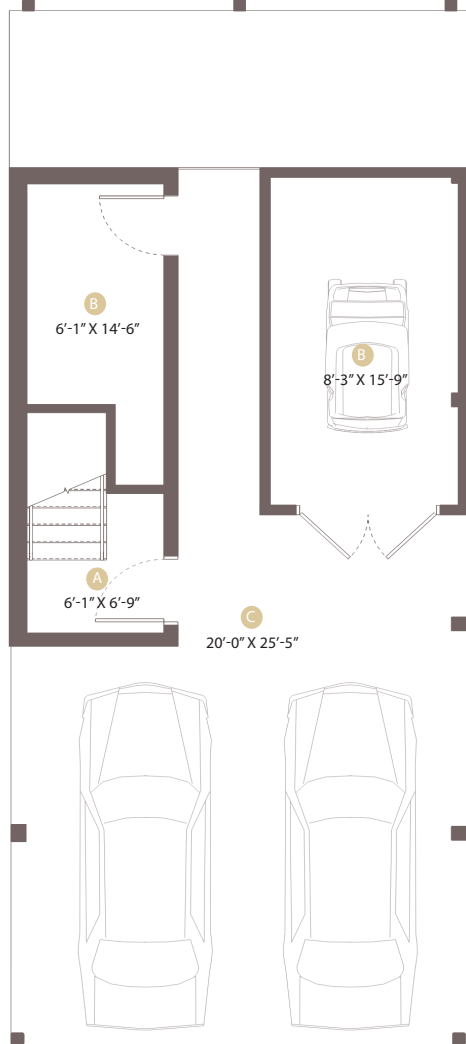 B
6’-1” X 14’-6”
B
8’-3” X 15’-9”
A
6’-1” X 6’-9”
C
20’-0” X 25’-5”